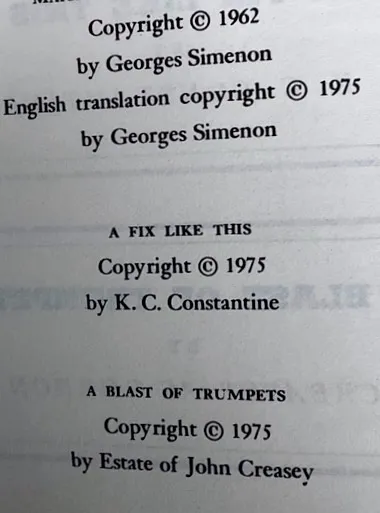 Copyright © 1962
by Georges Simenon
English translation copyright © 1975
by Georges Simenon
A FIX LIKE THIS
Copyright © 1975
by K. C. Constantine
A BLAST OF TRUMPETS
Copyright © 1975
by Estate of John Creasey